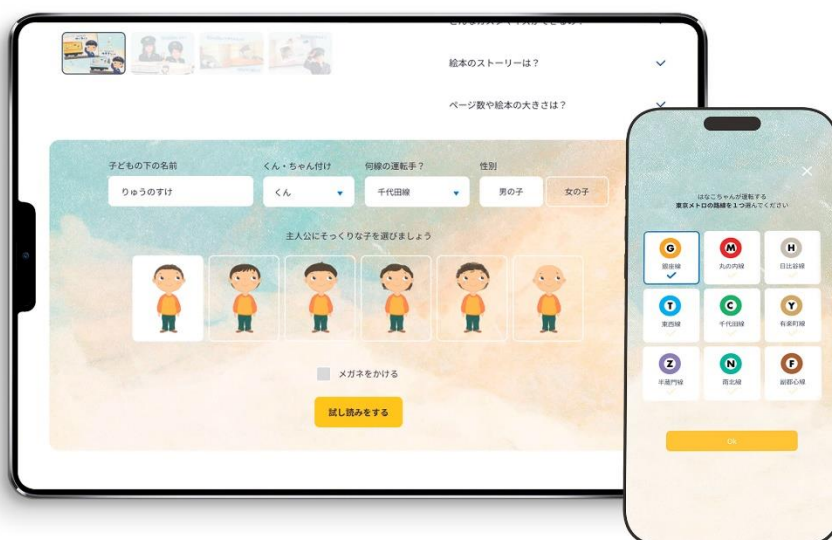 絵本のストーリーは？
ページ数や絵本の大きさは？
子どもの下の名前
くん・ちゃん付け
何線の運転手？
性別
りゅうのすけ
くん
千代田線
男の子
女の子
主人公にそっくりな子を選びましょう
メガネをかける
試し読みをする
はなこちゃんが運転する
東京メトロの路線を1つ選んでください
G
銀座線
M
丸の内線
H
日比谷線
T
東西線
C
千代田線
Y
有楽町線
Z
半蔵門線
N
南北線
F
副都心線
Ok